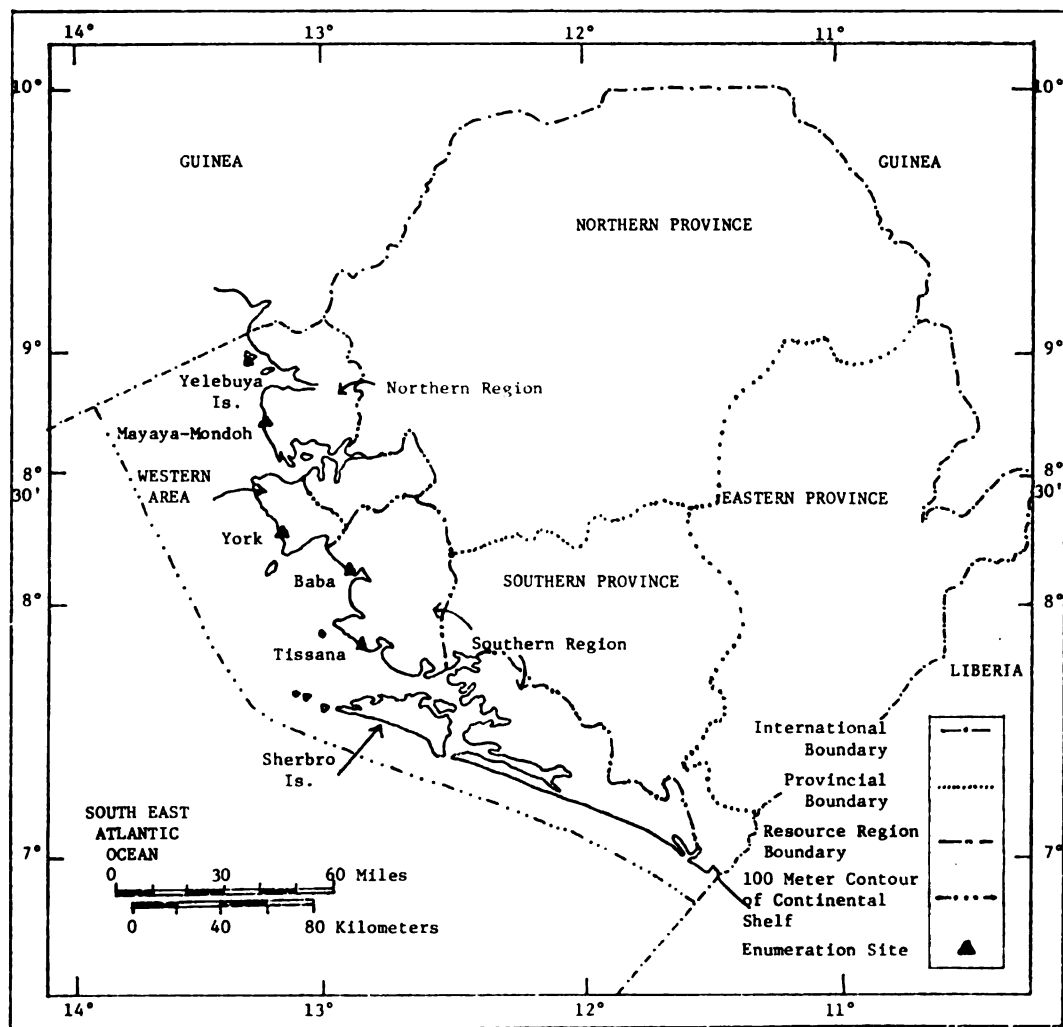 14°
13°
12°
11°
10°
10°
GUINEA
GUINEA
NORTHERN PROVINCE
9°
9°
Yelebuya
Is.
Northern Region
Mayaya-Mondoh
8°
30'
8°
30'
WESTERN
AREA
EASTERN PROVINCE
York
Baba
SOUTHERN PROVINCE
8°
8°
Tissana
Southern Region
LIBERIA
Sherbro
Is.
International
Boundary
Provincial
Boundary
Resource Region
Boundary
100 Meter Contour
of Continental
Shelf
Enumeration Site
SOUTH EAST
ATLANTIC
OCEAN
7°
7°
0 30 60 Miles
0 40 80 Kilometers
14°
13°
12°
11°